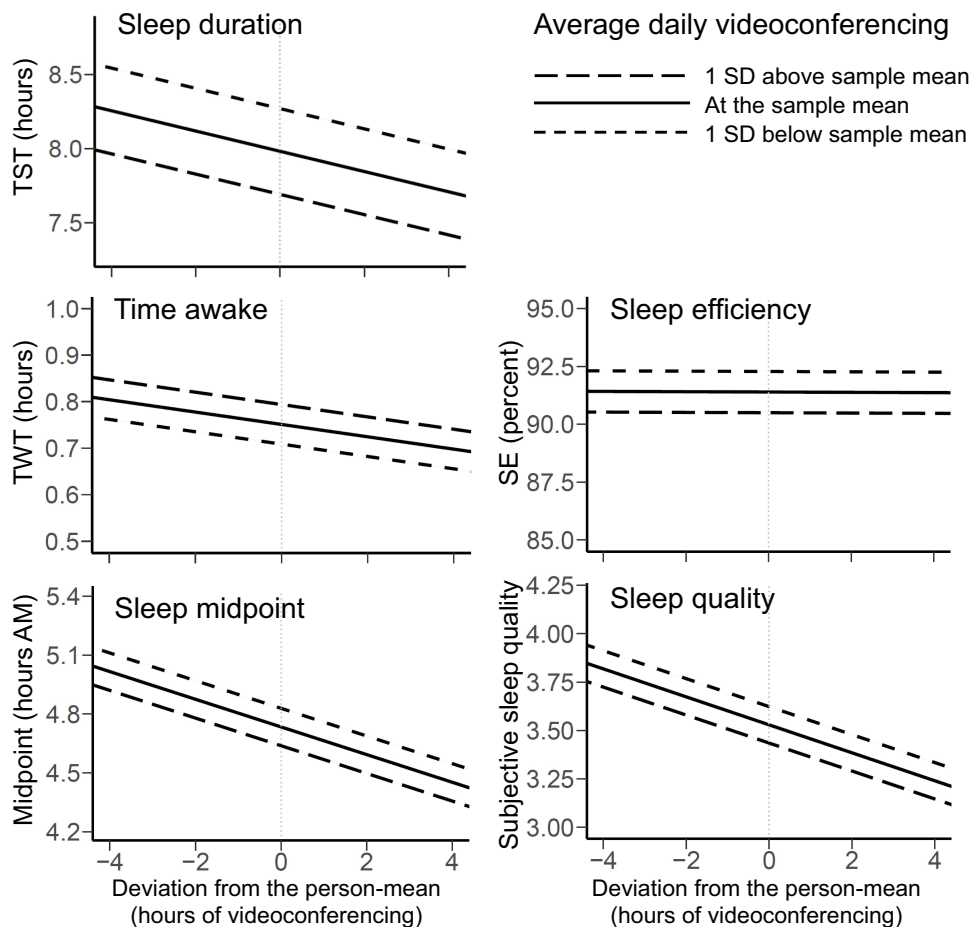 Sleep duration
TST (hours)
8.5
8.0
7.5
Average daily videoconferencing
1 SD above sample mean
At the sample mean
1 SD below sample mean
Time awake
TWT (hours)
1.0
0.9
0.8
0.7
0.6
0.5
Sleep efficiency
SE (percent)
95.0
92.5
90.0
87.5
85.0
Sleep midpoint
Midpoint (hours AM)
5.4
5.1
4.8
4.5
4.2
−4 −2 0 2 4
Deviation from the person-mean
(hours of videoconferencing)
Sleep quality
Subjective sleep quality
4.25
4.00
3.75
3.50
3.25
3.00
−4 −2 0 2 4
Deviation from the person-mean
(hours of videoconferencing)